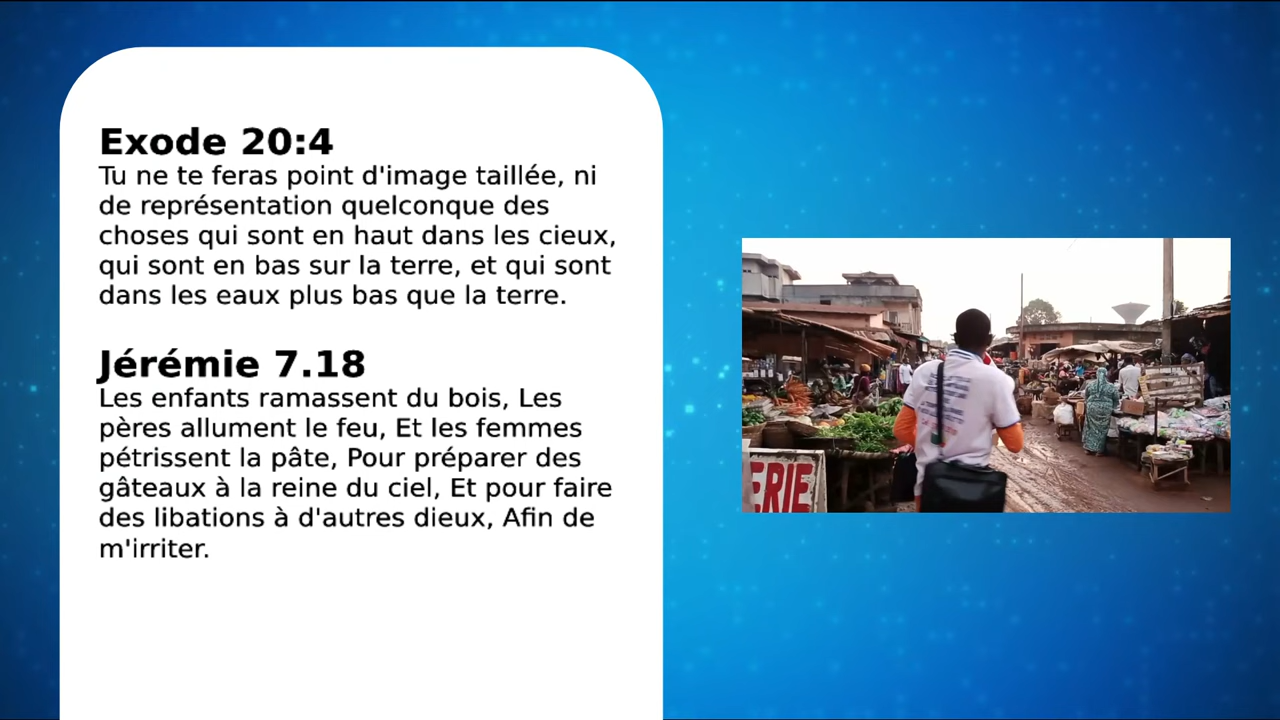 Exode 20:4
Tu ne te feras point d'image taillée, ni
de représentation quelconque des
choses qui sont en haut dans les cieux,
qui sont en bas sur la terre, et qui sont
dans les eaux plus bas que la terre.
Jérémie 7.18
Les enfants ramassent du bois, Les
pères allument le feu, Et les femmes
pétrissent la pâte, Pour préparer des
gâteaux à la reine du ciel, Et pour faire
des libations à d'autres dieux, Afin de
m'irriter.
ERIE